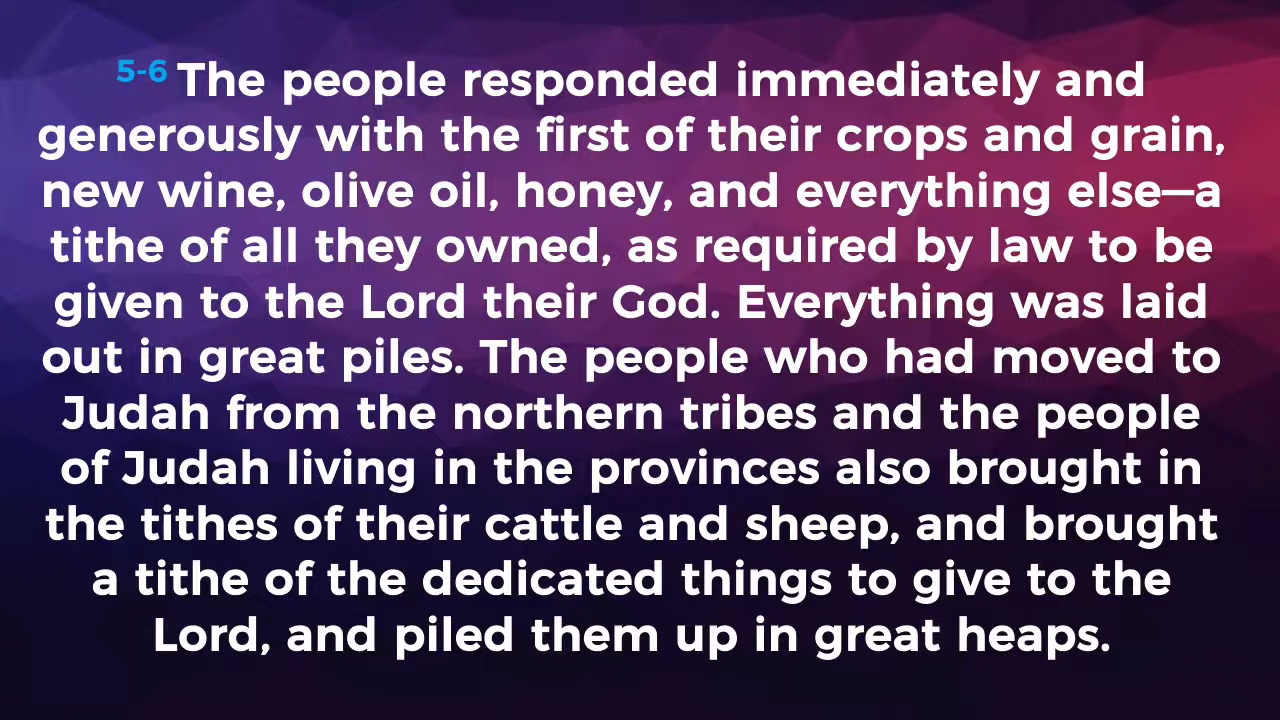 5-6 The people responded immediately and
generously with the first of their crops and grain,
new wine, olive oil, honey, and everything else—a
tithe of all they owned, as required by law to be
given to the Lord their God. Everything was laid
out in great piles. The people who had moved to
Judah from the northern tribes and the people
of Judah living in the provinces also brought in
the tithes of their cattle and sheep, and brought
a tithe of the dedicated things to give to the
Lord, and piled them up in great heaps.